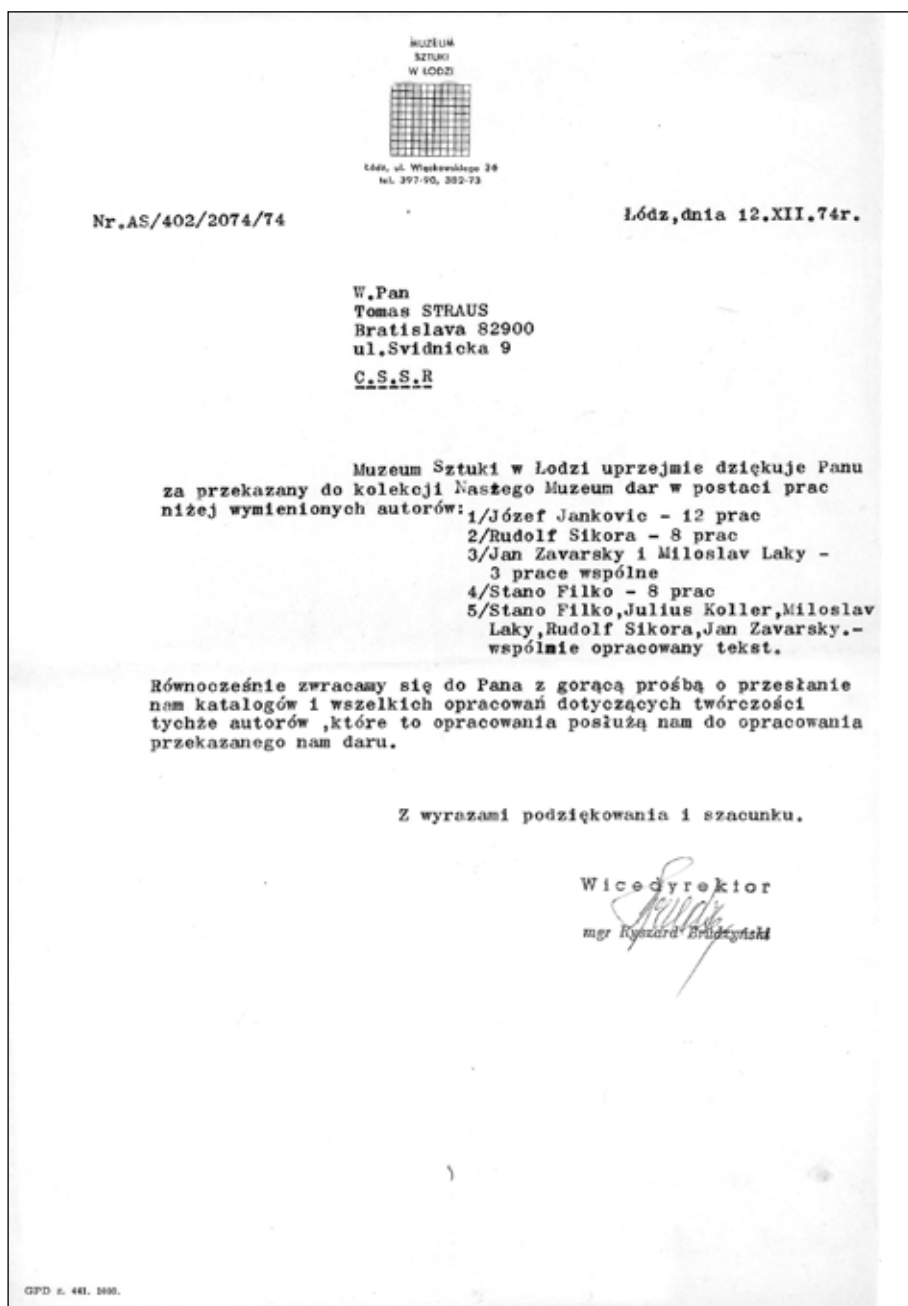 MUZEUM
SZTUKI
W ŁODZI
Łódź, ul. Więckowskiego 36
tel. 397-90, 382-73
Nr.AS/402/2074/74
Łódz,dnia 12.XII.74r.
W.Pan
Tomas STRAUS
Bratislava 82900
ul.Svidnicka 9
C.S.S.R
Muzeum Sztuki w Łodzi uprzejmie dziękuje Panu
za przekazany do kolekcji Nastego Muzeum dar w postaci prac
niżej wymienionych autorów:
1/Józef Jankovic - 12 prac
2/Rudolf Sikora - 8 prac
3/Jan Zavarsky i Miloslav Laky -
3 prace wspólne
4/Stano Filko - 8 prac
5/Stano Filko,Julius Koller,Miloslav
Laky,Rudolf Sikora,Jan Zavarsky.-
wspólnie opracowany tekst.
Równocześnie zwracamy się do Pana z gorącą prośbą o przesłanie
nam katalogów i wszelkich opracowań dotyczących twórczości
tychże autorów ,które to opracowania posłużą nam do opracowania
przekazanego nam daru.
Z wyrazami podziękowania i szacunku.
Wicedyrektor
mgr Ryszard Brudzyński
GPD z. 441.